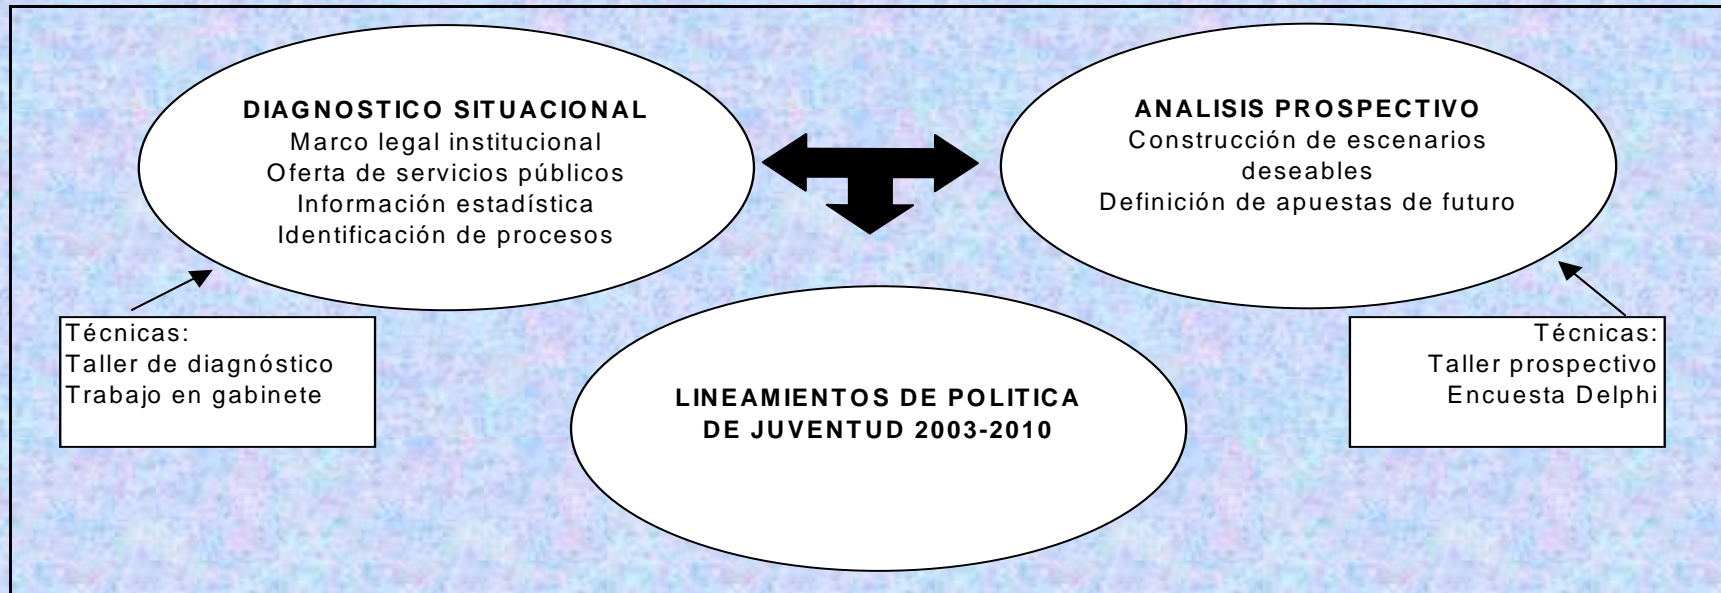 DIAGNOSTICO SITUACIONAL
Marco legal institucional
Oferta de servicios públicos
Información estadística
Identificación de procesos
ANALISIS PROSPECTIVO
Construcción de escenarios
deseables
Definición de apuestas de futuro
Técnicas:
Taller de diagnóstico
Trabajo en gabinete
LINEAMIENTOS DE POLITICA
DE JUVENTUD 2003-2010
Técnicas:
Taller prospectivo
Encuesta Delphi